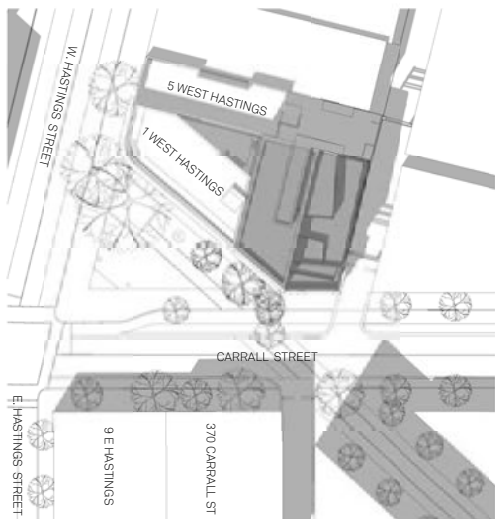 W. HASTINGS STREET
5 WEST HASTINGS
1 WEST HASTINGS
CARRALL STREET
E. HASTINGS STREET
9 E HASTINGS
370 CARRALL ST